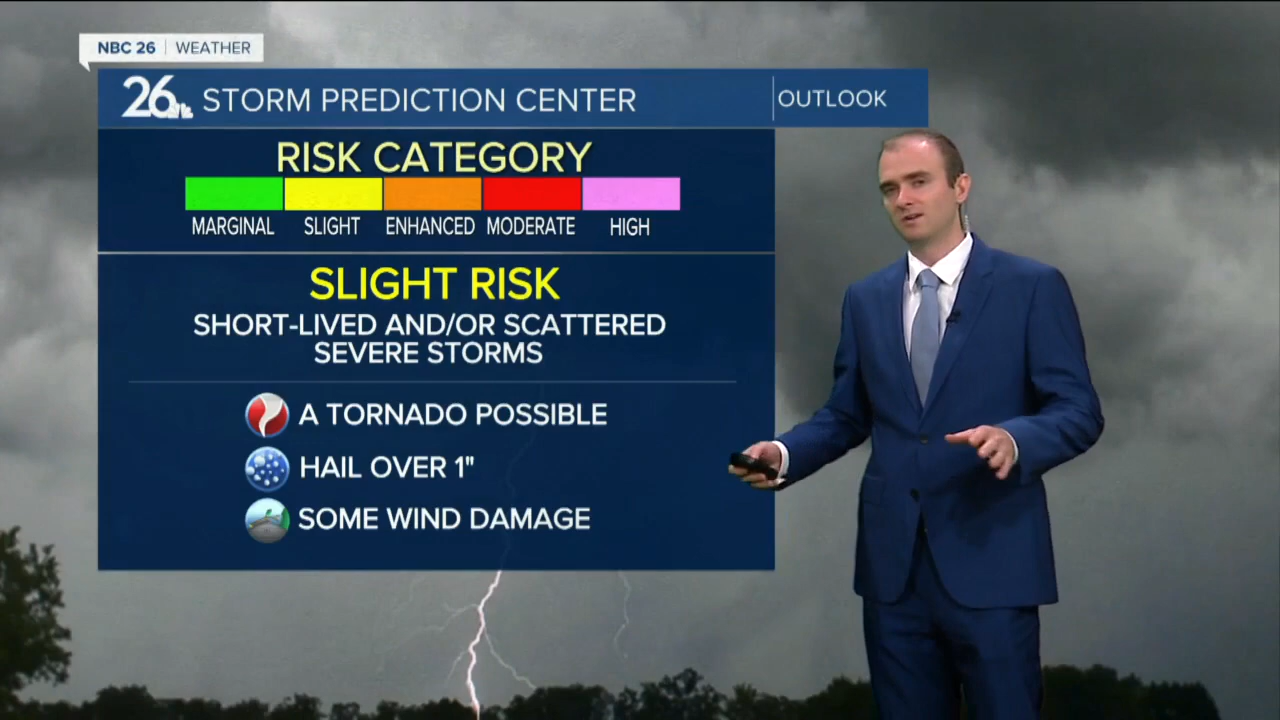 NBC 26 | WEATHER
26 STORM PREDICTION CENTER | OUTLOOK
RISK CATEGORY
MARGINAL SLIGHT ENHANCED MODERATE HIGH
SLIGHT RISK
SHORT-LIVED AND/OR SCATTERED
SEVERE STORMS
A TORNADO POSSIBLE
HAIL OVER 1"
SOME WIND DAMAGE